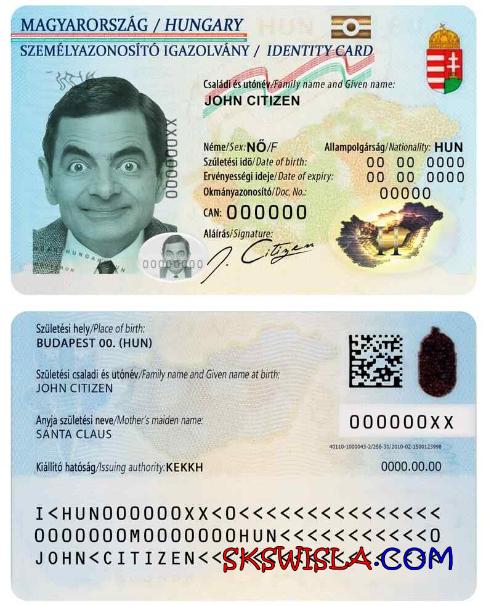 MAGYARORSZÁG / HUNGARY
HUN
SZEMÉLYAZONOSÍTÓ IGAZOLVÁNY / IDENTITY CARD
Családi és utónév/Family name and Given name:
JOHN CITIZEN
000000XX
Néme/Sex: NŐ/F
Allampolgárság/Nationality: HUN
Születési idő/Date of birth:
00 00 0000
Ervényességi ideje/Date of expiry:
00 00 0000
Okmányazonosító/Doc. No.:
00000
CAN: 000000
Aláírás/Signature:
J. Citizen
Születési hely/Place of birth:
BUDAPEST 00. (HUN)
Születési családi és utónév/Family name and Given name at birth:
JOHN CITIZEN
000000XX
Anyja születési neve/Mother's maiden name:
SANTA CLAUS
Kiállító hatóság/Issuing authority: KEKKH
0000.00.00
I<HUN000000XX<0<<<<<<<<<<<<<<<
0000000M0000000HUN<<<<<<<<<<<0
JOHN<CITIZEN<<<<<<<<<<<<<<<<<<
SKSWISLA.COM